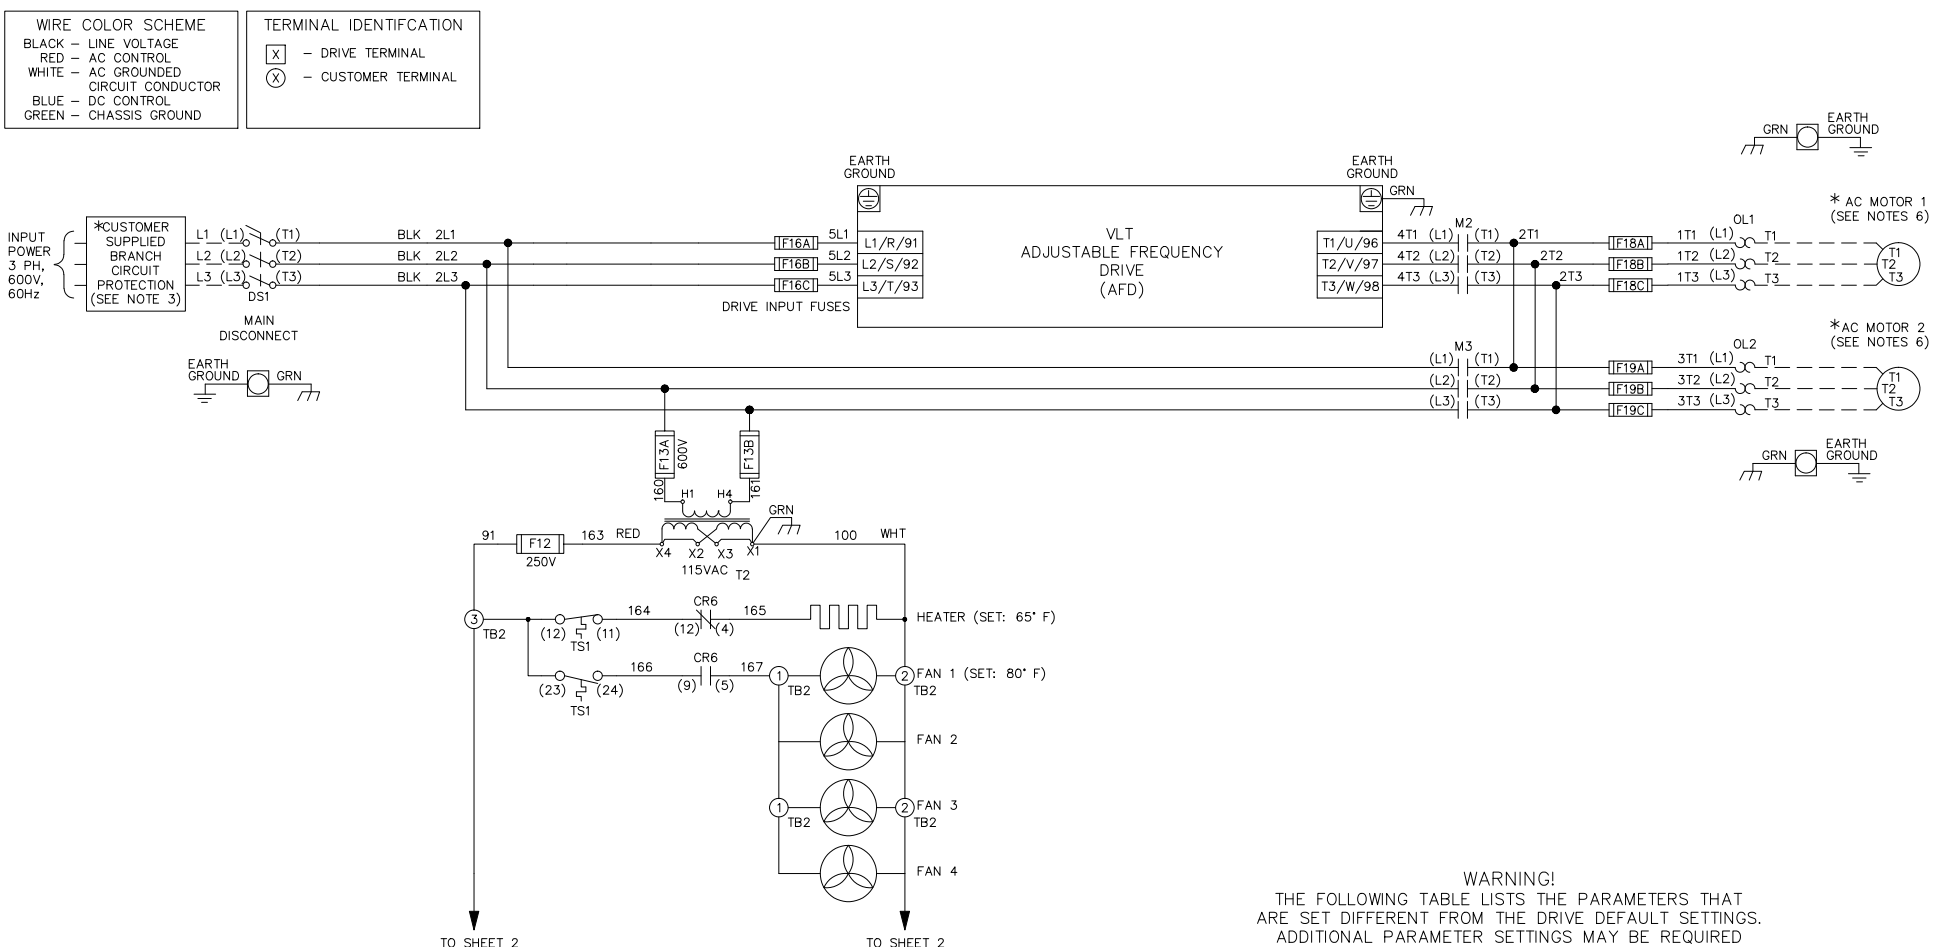 WIRE COLOR SCHEME
BLACK – LINE VOLTAGE
RED – AC CONTROL
WHITE – AC GROUNDED
CIRCUIT CONDUCTOR
BLUE – DC CONTROL
GREEN – CHASSIS GROUND
TERMINAL IDENTIFCATION
X – DRIVE TERMINAL
X – CUSTOMER TERMINAL
GRN EARTH
GROUND
EARTH
GROUND
EARTH
GROUND
GRN
INPUT
POWER
3 PH,
600V,
60Hz
*CUSTOMER
SUPPLIED
BRANCH
CIRCUIT
PROTECTION
(SEE NOTE 3)
L1 (L1) (T1) BLK 2L1 F16A 5L1 L1/R/91
L2 (L2) (T2) BLK 2L2 F16B 5L2 L2/S/92
L3 (L3) (T3) BLK 2L3 F16C 5L3 L3/T/93
DS1
MAIN
DISCONNECT
DRIVE INPUT FUSES
VLT
ADJUSTABLE FREQUENCY
DRIVE
(AFD)
M2
T1/U/96 4T1 (L1) (T1) 2T1 F18A 1T1 (L1) T1
T2/V/97 4T2 (L2) (T2) 2T2 F18B 1T2 (L2) T2
T3/W/98 4T3 (L3) (T3) 2T3 F18C 1T3 (L3) T3
OL1
* AC MOTOR 1
(SEE NOTES 6)
T1
T2
T3
EARTH
GROUND GRN
M3
(L1) (T1) F19A 3T1 (L1) T1
(L2) (T2) F19B 3T2 (L2) T2
(L3) (T3) F19C 3T3 (L3) T3
OL2
*AC MOTOR 2
(SEE NOTES 6)
T1
T2
T3
GRN EARTH
GROUND
F13A
600V
F13B
160
161
H1 H4
GRN
91 F12 163 RED
250V
X4 X2 X3 X1
115VAC T2
100 WHT
3 TB2
(12) (11)
TS1
164
CR6
(12) (4)
165
HEATER (SET: 65° F)
(23) (24)
TS1
166
CR6
(9) (5)
167
1 TB2
2 TB2
FAN 1 (SET: 80° F)
FAN 2
1 TB2
2 TB2
FAN 3
FAN 4
TO SHEET 2
TO SHEET 2
WARNING!
THE FOLLOWING TABLE LISTS THE PARAMETERS THAT
ARE SET DIFFERENT FROM THE DRIVE DEFAULT SETTINGS.
ADDITIONAL PARAMETER SETTINGS MAY BE REQUIRED